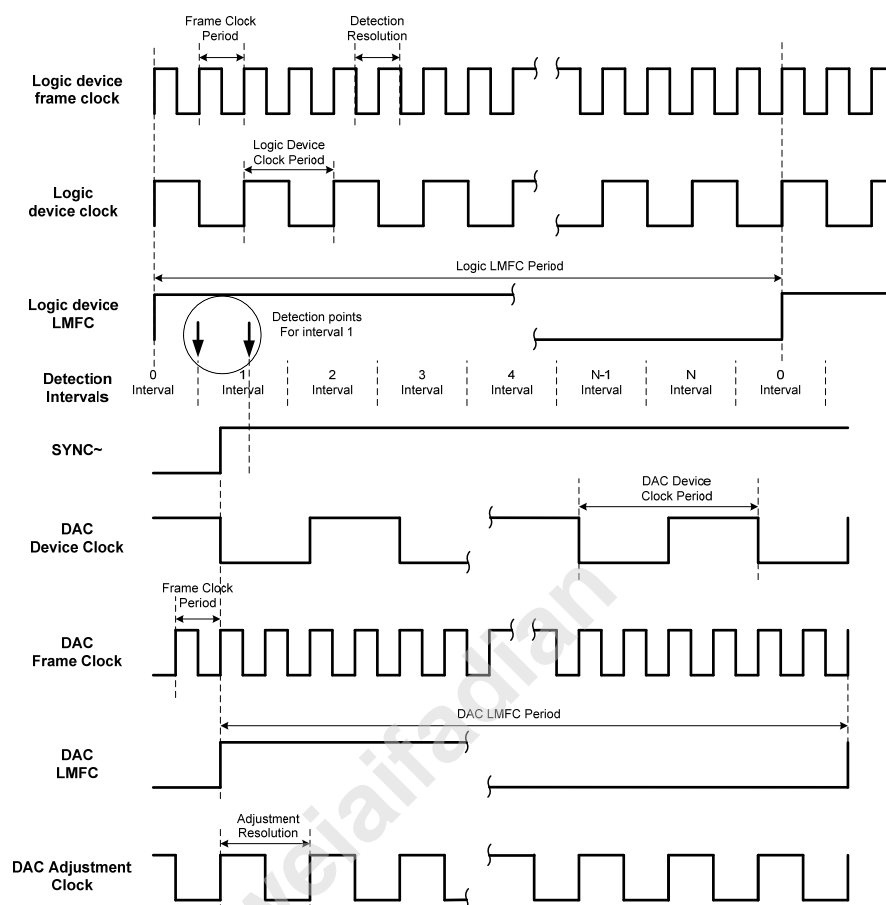 Frame Clock
Period
Detection
Resolution
Logic device
frame clock
Logic Device
Clock Period
Logic
device clock
Logic LMFC Period
Logic device
LMFC
Detection points
For interval 1
Detection
Intervals
0
Interval
1
Interval
2
Interval
3
Interval
4
Interval
N-1
Interval
N
Interval
0
Interval
SYNC~
DAC Device
Clock Period
DAC
Device Clock
Frame Clock
Period
DAC
Frame Clock
DAC LMFC Period
DAC
LMFC
Adjustment
Resolution
DAC Adjustment
Clock
weiaifadian